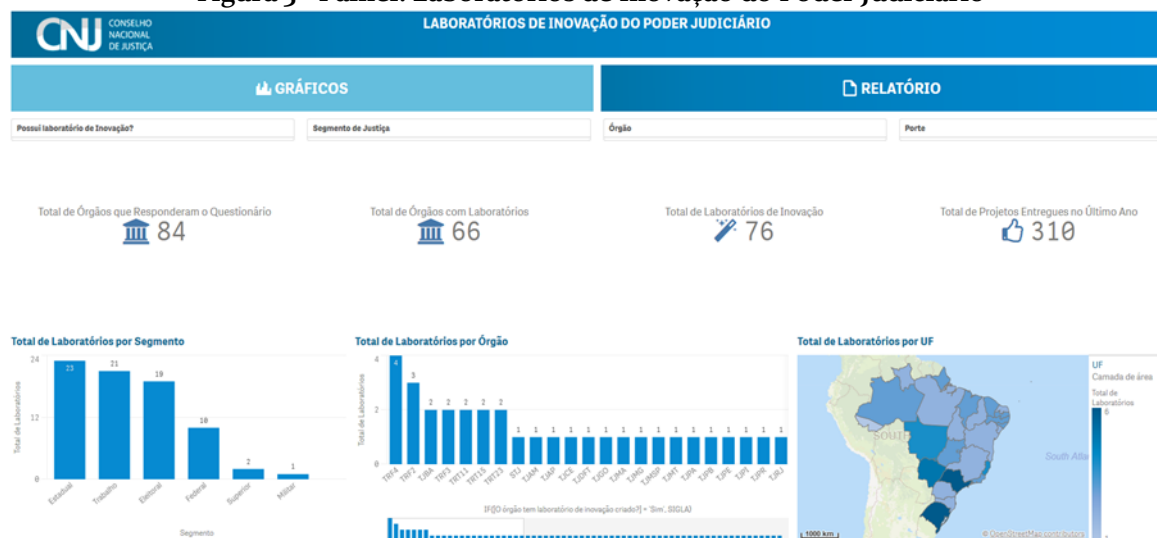 Figura 3 - Painel: Laboratórios de Inovação do Poder Judiciário
CNJ CONSELHO NACIONAL DE JUSTIÇA
LABORATÓRIOS DE INOVAÇÃO DO PODER JUDICIÁRIO
GRÁFICOS
RELATÓRIO
Possui laboratório de Inovação?
Segmento de Justiça
Órgão
Porte
Total de Órgãos que Responderam o Questionário
84
Total de Órgãos com Laboratórios
66
Total de Laboratórios de Inovação
76
Total de Projetos Entregues no Último Ano
310
Total de Laboratórios por Segmento
Total de Laboratórios
24
12
0
23
21
19
10
2
1
Estadual
Trabalho
Eleitoral
Federal
Superior
Militar
Segmento
Total de Laboratórios por Órgão
Total de Laboratórios
4
2
0
4
3
2 2 2 2 2
1 1 1 1 1 1 1 1 1 1 1 1 1 1 1
TRF4
TRF2
TJBA
TRF3
TRT11
TRT15
TRT23
STJ
TJAM
TJAP
TJCE
TJDFT
TJGO
TJMA
TJMG
TJMSP
TJMT
TJPA
TJPB
TJPE
TJPI
TJPR
TJRJ
IF([O órgão tem laboratório de inovação criado?] = 'Sim', SIGLA)
Total de Laboratórios por UF
SOUTH
South Atla
1000 km
© OpenStreetMap contributors
UF
Camada de área
Total de
Laboratórios
6